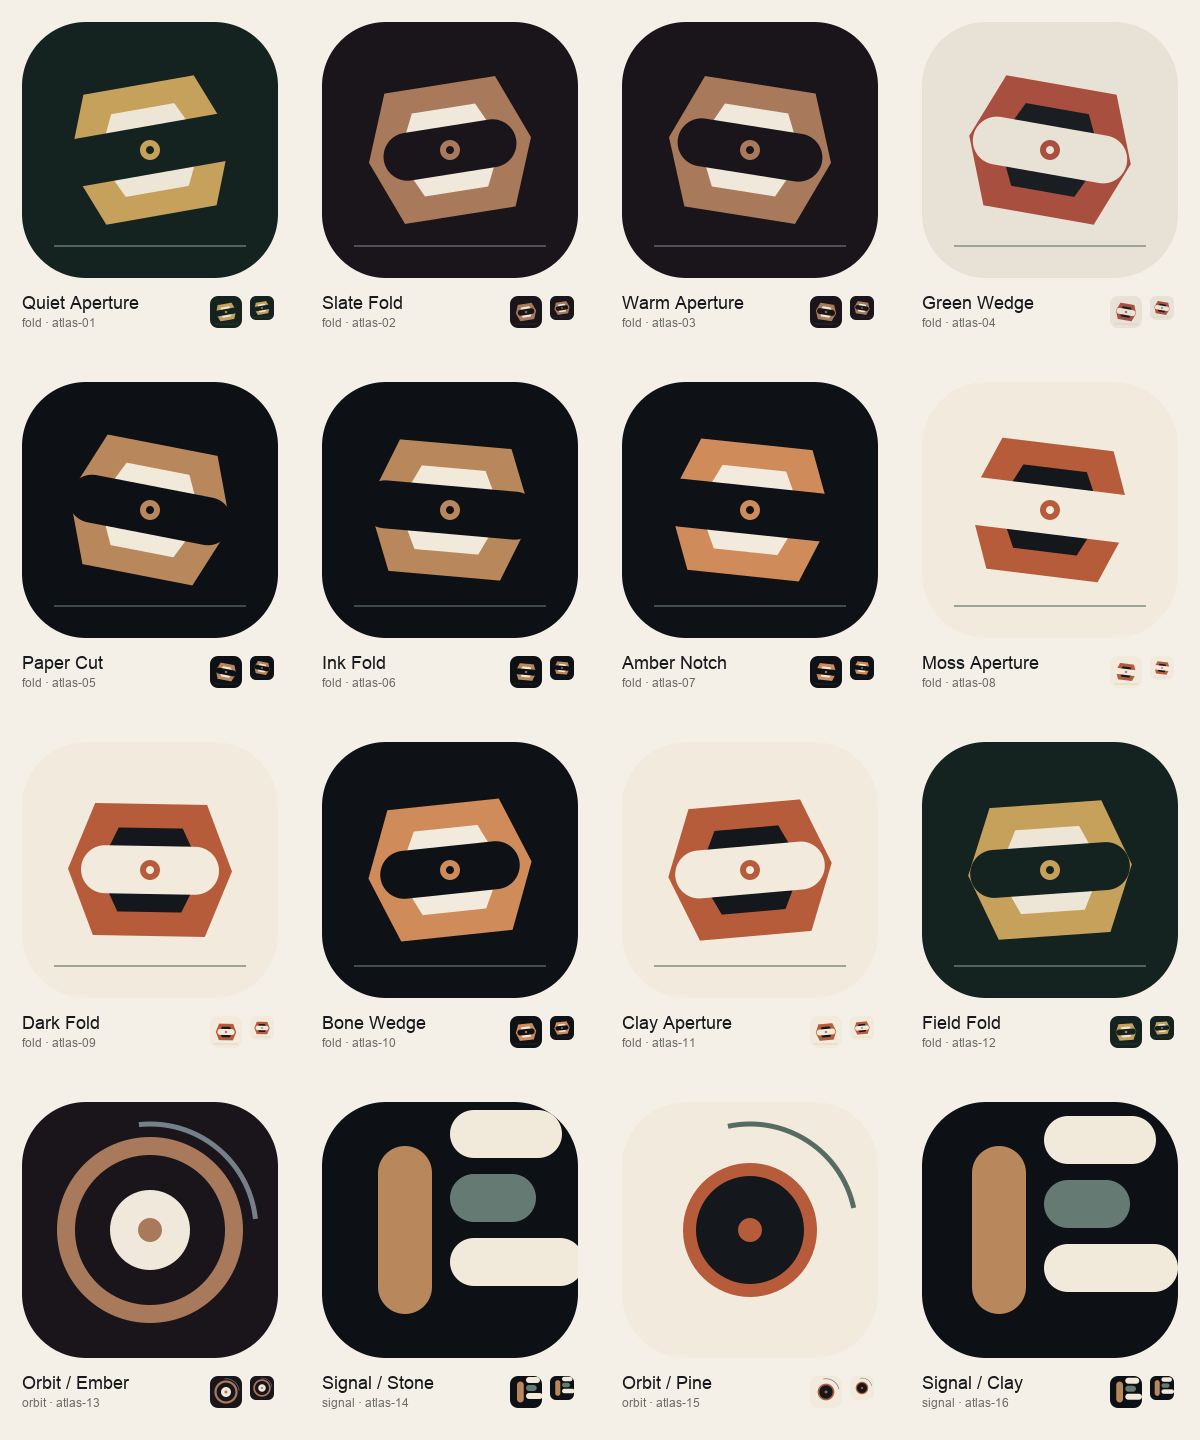 Quiet Aperture
fold · atlas-01
Slate Fold
fold · atlas-02
Warm Aperture
fold · atlas-03
Green Wedge
fold · atlas-04
Paper Cut
fold · atlas-05
Ink Fold
fold · atlas-06
Amber Notch
fold · atlas-07
Moss Aperture
fold · atlas-08
Dark Fold
fold · atlas-09
Bone Wedge
fold · atlas-10
Clay Aperture
fold · atlas-11
Field Fold
fold · atlas-12
Orbit / Ember
orbit · atlas-13
Signal / Stone
signal · atlas-14
Orbit / Pine
orbit · atlas-15
Signal / Clay
signal · atlas-16